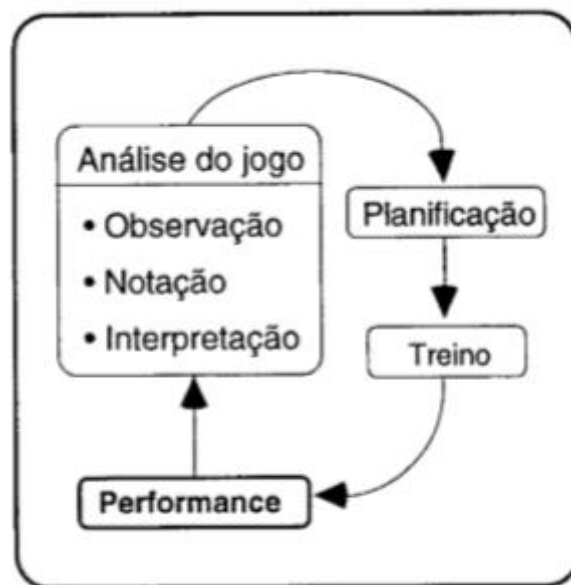 Análise do jogo
• Observação
• Notação
• Interpretação
Planificação
Treino
Performance